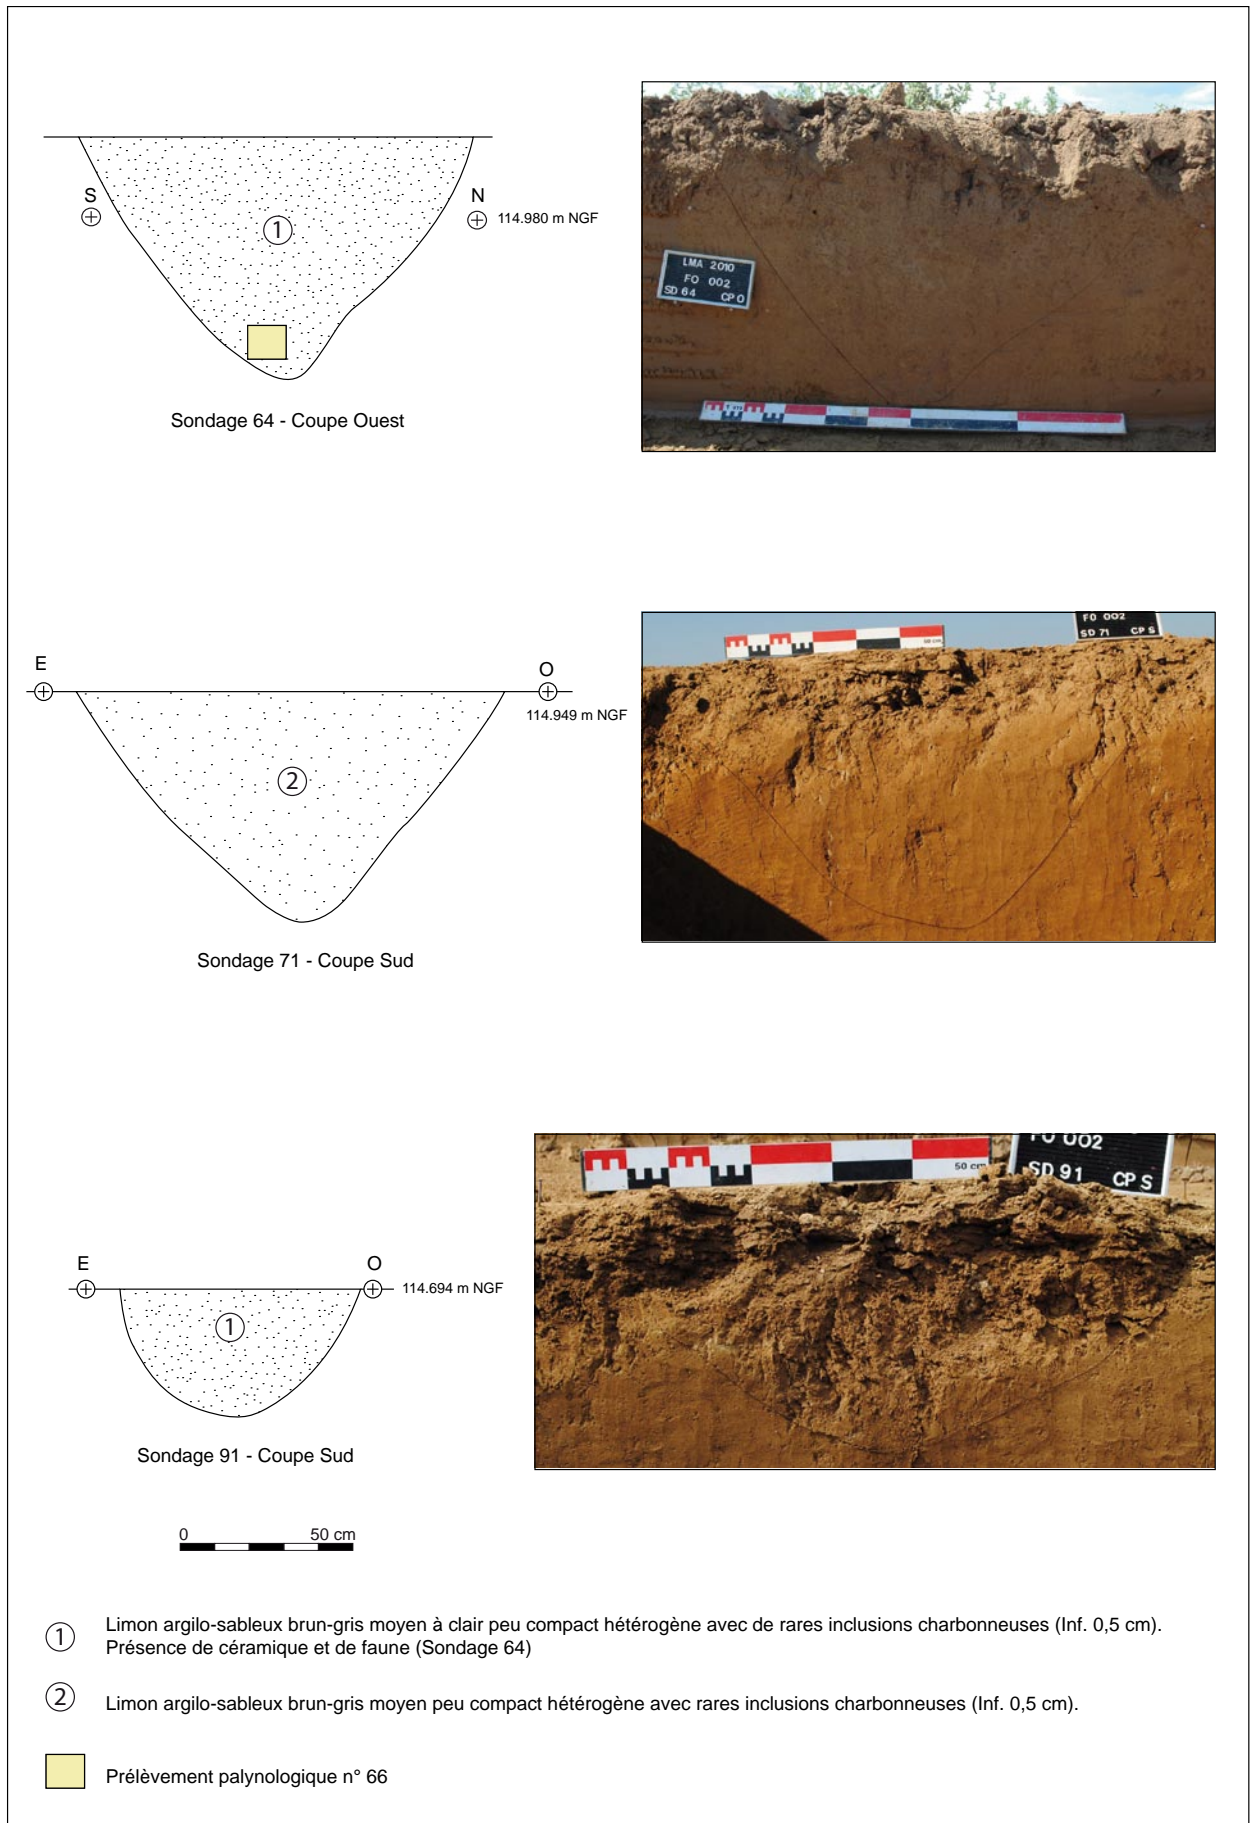 S
N
1
114.980 m NGF
Sondage 64 - Coupe Ouest
LMA 2010
FO 002
SD 64 CP O
E
O
114.949 m NGF
2
Sondage 71 - Coupe Sud
50 cm
FO 002
SD 71 CP S
E
O
114.694 m NGF
1
Sondage 91 - Coupe Sud
50 cm
FO 002
SD 91 CP S
0 50 cm
1 Limon argilo-sableux brun-gris moyen à clair peu compact hétérogène avec de rares inclusions charbonneuses (Inf. 0,5 cm).
Présence de céramique et de faune (Sondage 64)
2 Limon argilo-sableux brun-gris moyen peu compact hétérogène avec rares inclusions charbonneuses (Inf. 0,5 cm).
Prélèvement palynologique n° 66